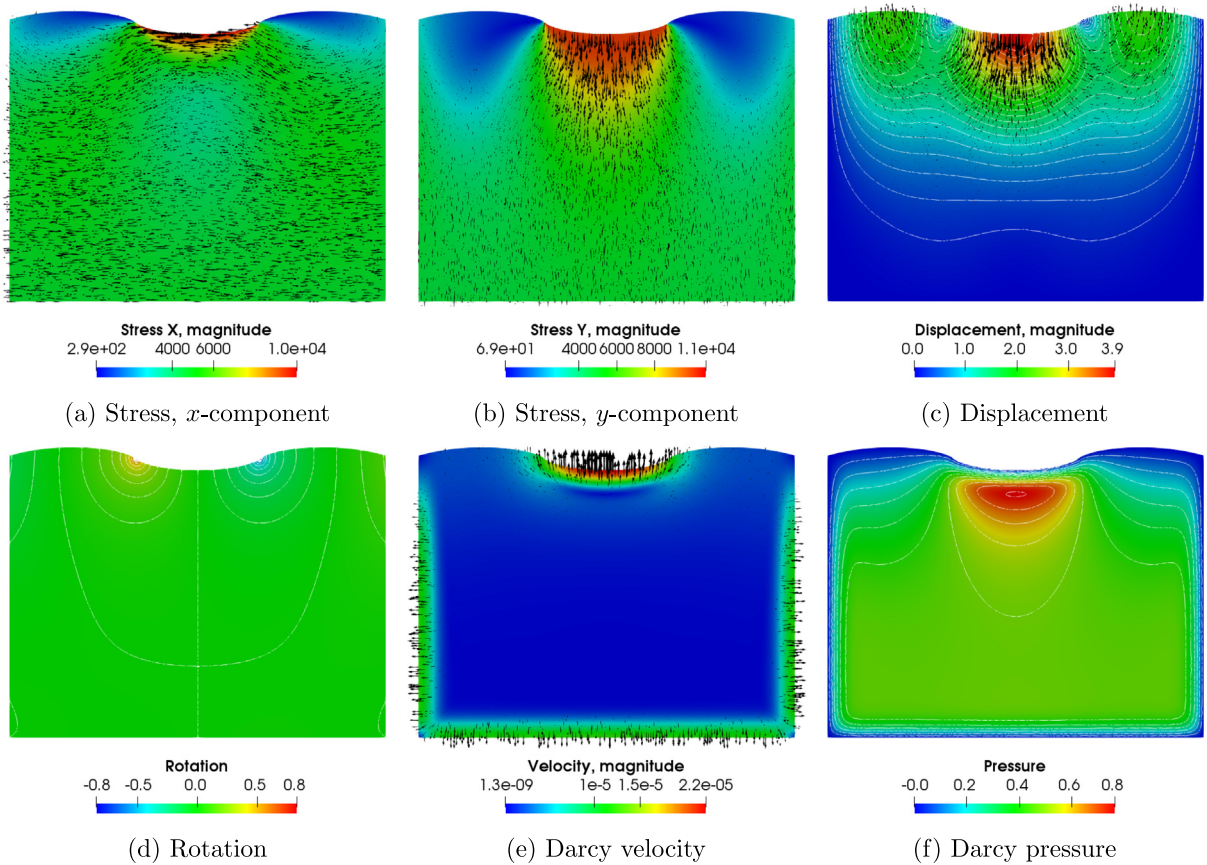 Stress X, magnitude
2.9e+02 4000 6000 1.0e+04
(a) Stress, x-component
Stress Y, magnitude
6.9e+01 4000 6000 8000 1.1e+04
(b) Stress, y-component
Displacement, magnitude
0.0 1.0 2.0 3.0 3.9
(c) Displacement
Rotation
-0.8 -0.5 0.0 0.5 0.8
(d) Rotation
Velocity, magnitude
1.3e-09 1e-5 1.5e-5 2.2e-05
(e) Darcy velocity
Pressure
-0.0 0.2 0.4 0.6 0.8
(f) Darcy pressure